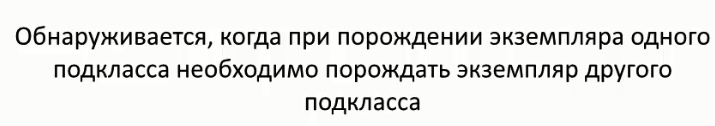 Обнаруживается, когда при порождении экземпляра одного
подкласса необходимо порождать экземпляр другого
подкласса